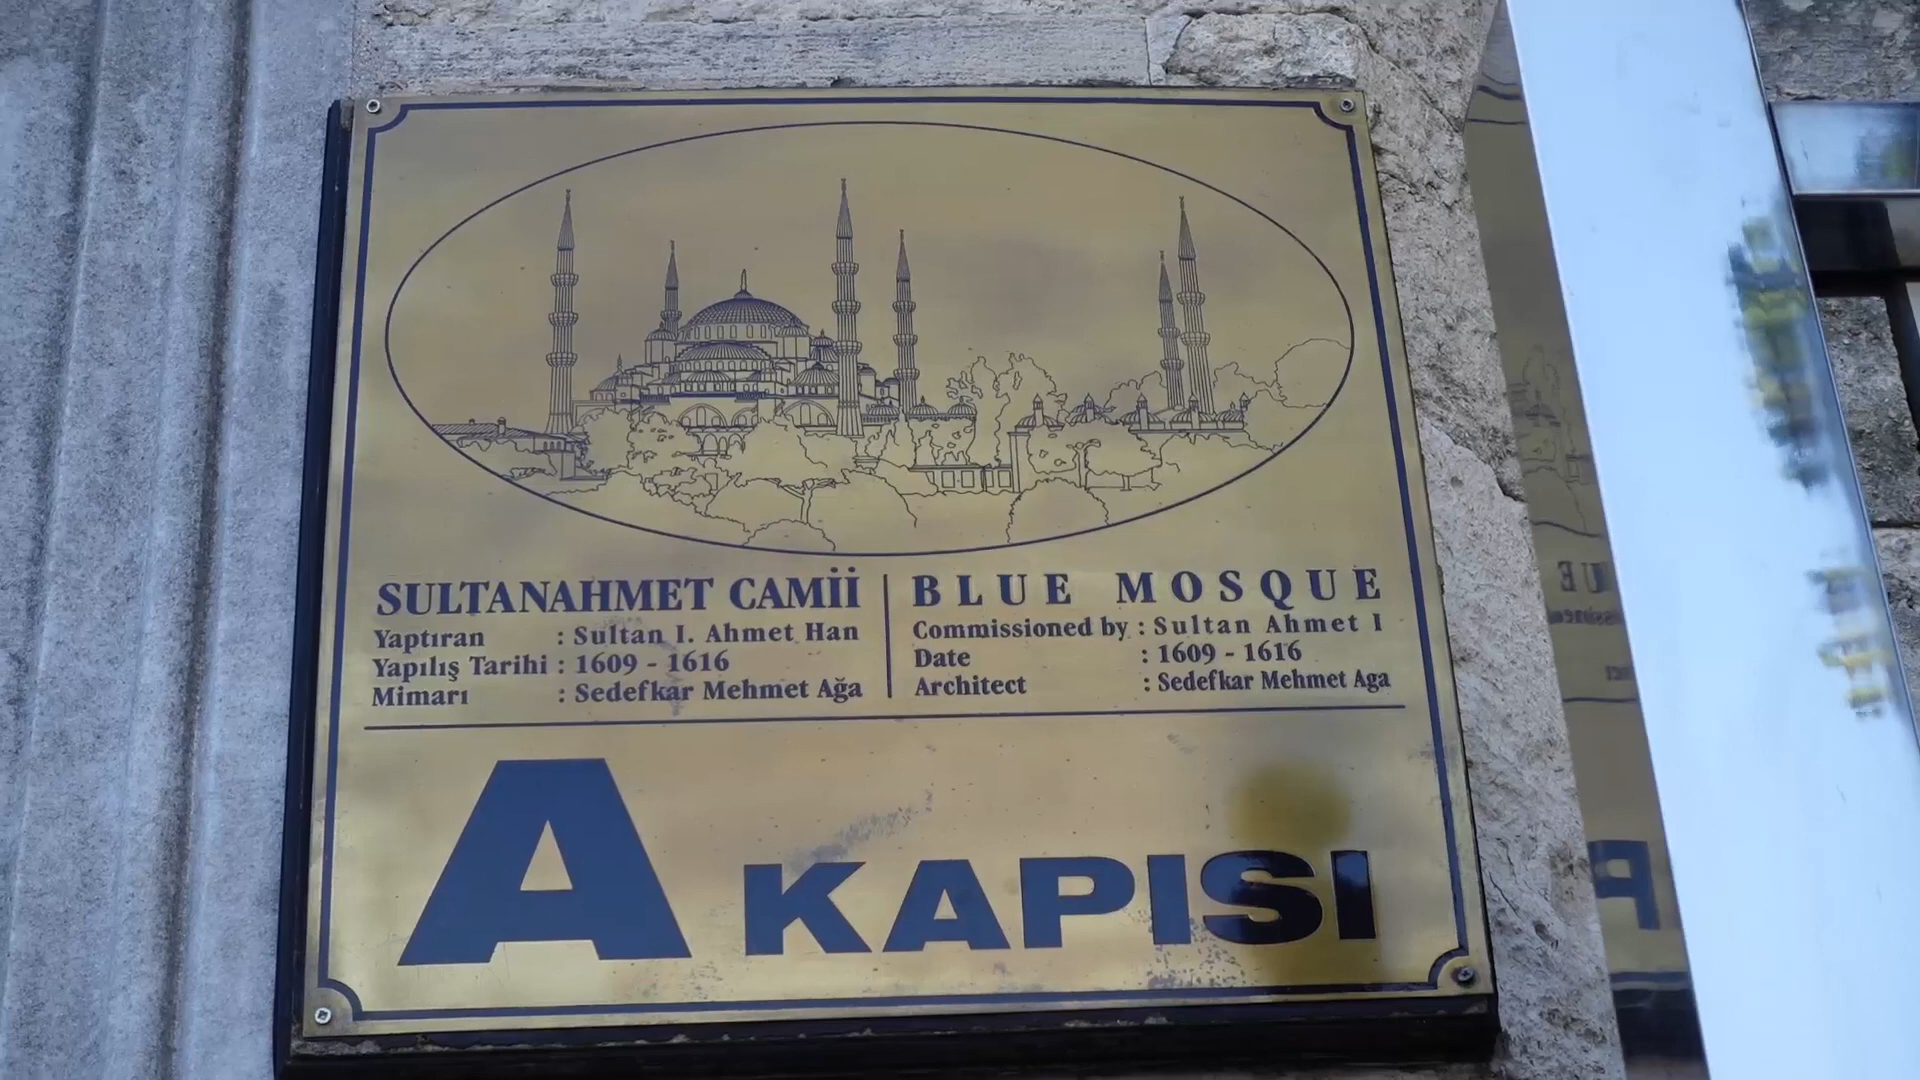 SULTANAHMET CAMİİ
Yaptıran : Sultan I. Ahmet Han
Yapılış Tarihi : 1609 - 1616
Mimarı : Sedefkar Mehmet Ağa
BLUE MOSQUE
Commissioned by : Sultan Ahmet I
Date : 1609 - 1616
Architect : Sedefkar Mehmet Aga
A KAPISI